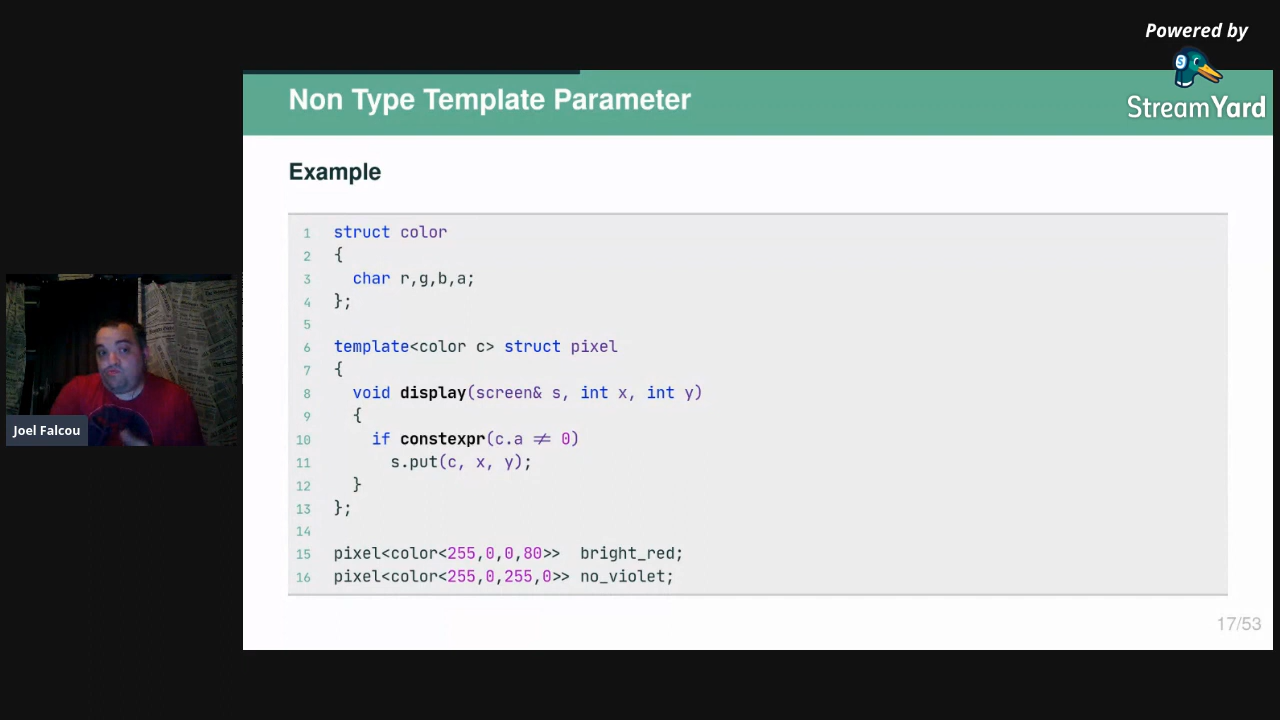 Powered by
StreamYard
Non Type Template Parameter
Example
1 struct color
2 {
3 char r,g,b,a;
4 };
5
6 template<color c> struct pixel
7 {
8 void display(screen& s, int x, int y)
9 {
10 if constexpr(c.a ≠ 0)
11 s.put(c, x, y);
12 }
13 };
14
15 pixel<color<255,0,0,80>> bright_red;
16 pixel<color<255,0,255,0>> no_violet;
Joel Falcou
17/53